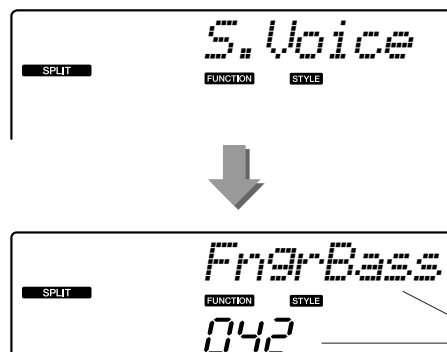 S.Voice
SPLIT
FUNCTION STYLE
FngrBass
SPLIT
FUNCTION STYLE
042